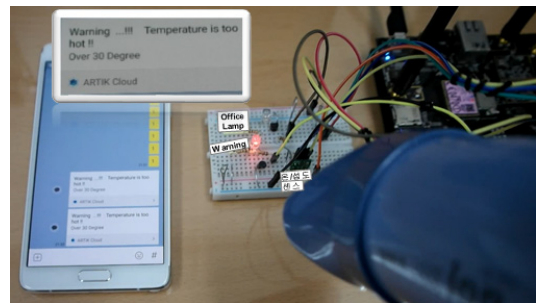 Warning ...!!! Temperature is too
hot !!
Over 30 Degree
ARTIK Cloud
Office
Lamp
Warning
온/습도
센스
Warning ...!!! Temperature is too
hot !!
Over 30 Degree
ARTIK Cloud
Warning ...!!! Temperature is too
hot !!
Over 30 Degree
ARTIK Cloud
#